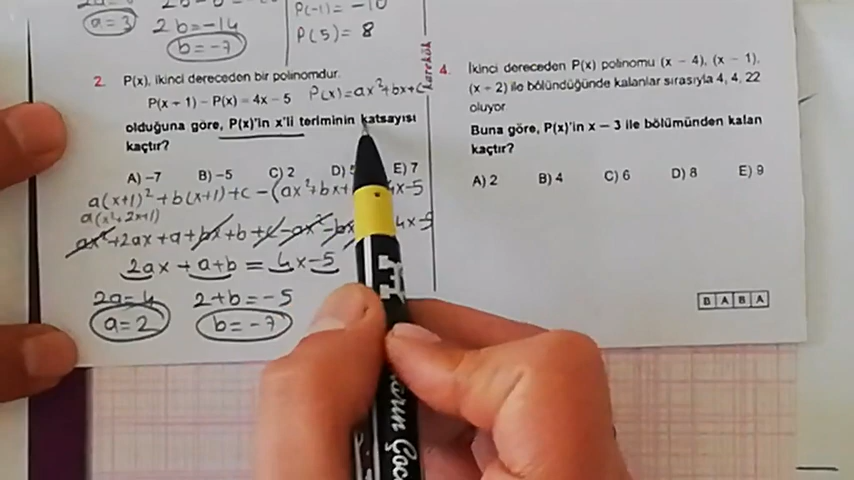 a=3
2b=-14
b=-7
P(-1)=-10
P(5)= 8
2. P(x), ikinci dereceden bir polinomdur.
P(x + 1) – P(x) = 4x – 5
P(x)=ax²+bx+c
olduğuna göre, P(x)'in x'li teriminin katsayısı
kaçtır?
A) –7 B) –5 C) 2 D) E) 7
a(x+1)²+b(x+1)+c-(ax²+bx+ 4x-5
a(x²+2x+1)
ax²+2ax+a+bx+b+c-ax²-bx 4x-5
2ax+a+b=4x-5
2a=4 2+b=-5
a=2 b=-7
karekök
4. İkinci dereceden P(x) polinomu (x – 4), (x – 1),
(x + 2) ile bölündüğünde kalanlar sırasıyla 4, 4, 22
oluyor.
Buna göre, P(x)'in x – 3 ile bölümünden kalan
kaçtır?
A) 2 B) 4 C) 6 D) 8 E) 9
B A B A